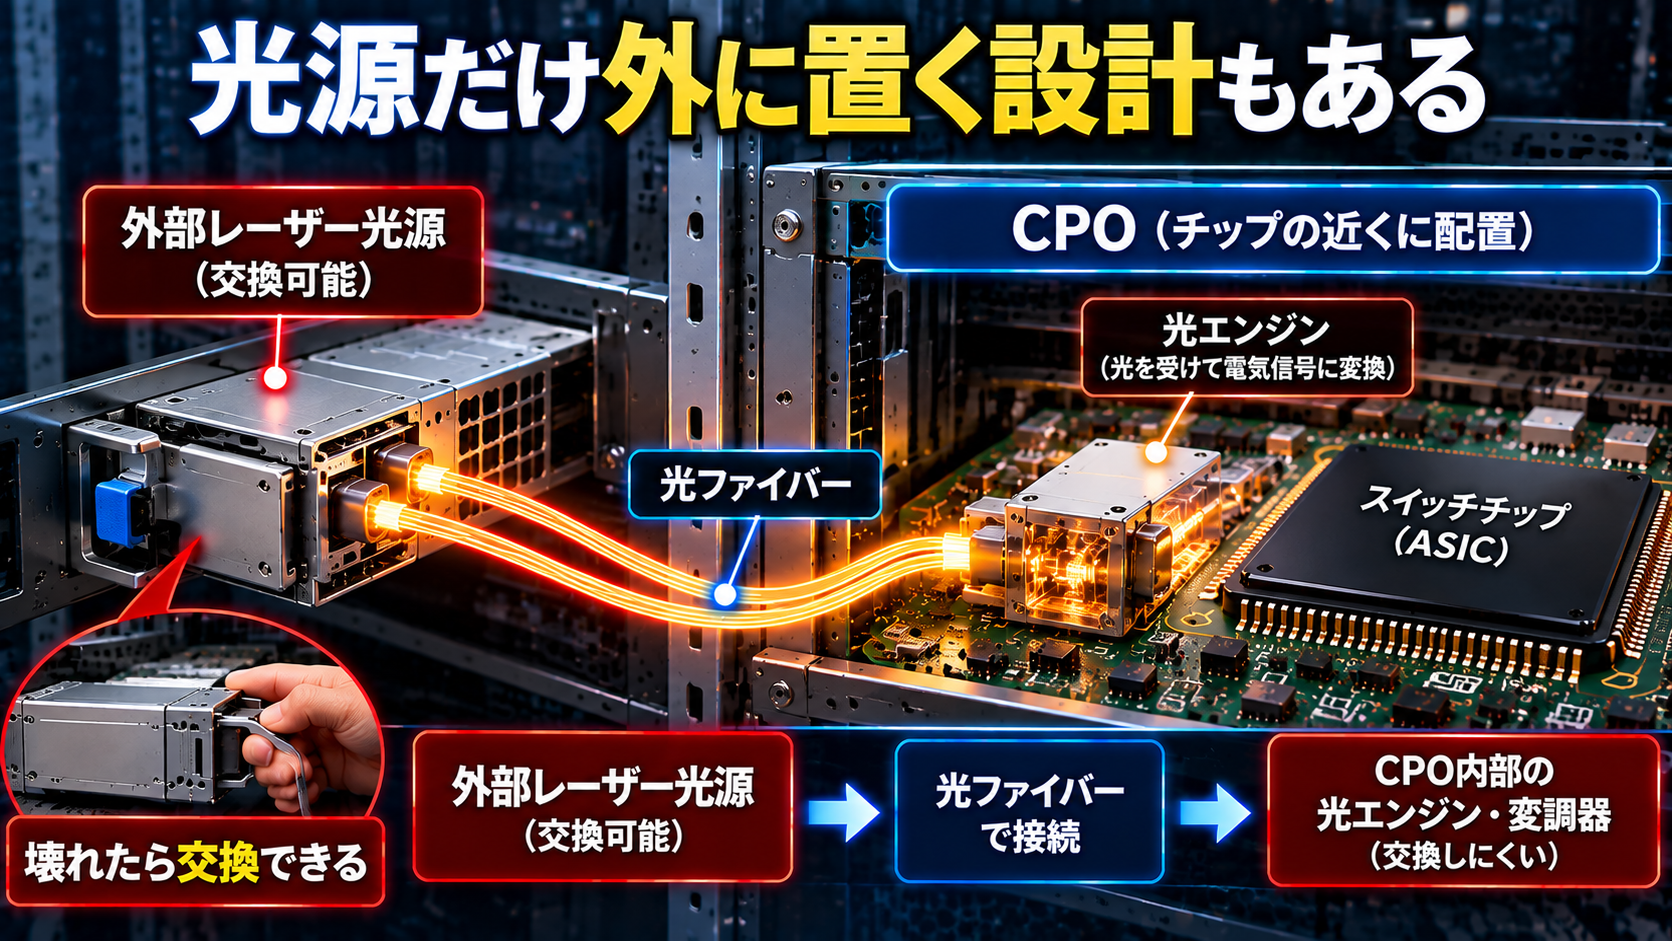 光源だけ外に置く設計もある
外部レーザー光源
（交換可能）
CPO（チップの近くに配置）
光エンジン
（光を受けて電気信号に変換）
光ファイバー
スイッチチップ
（ASIC）
壊れたら交換できる
外部レーザー光源
（交換可能）
光ファイバー
で接続
CPO内部の
光エンジン・変調器
（交換しにくい）